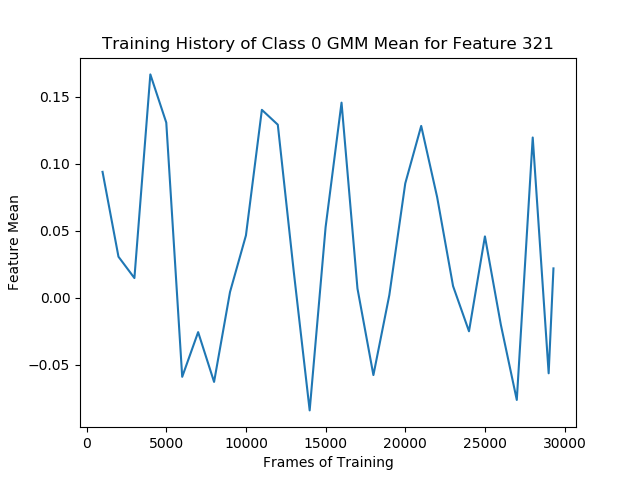 Training History of Class 0 GMM Mean for Feature 321
Feature Mean
0.15
0.10
0.05
0.00
−0.05
0 5000 10000 15000 20000 25000 30000
Frames of Training